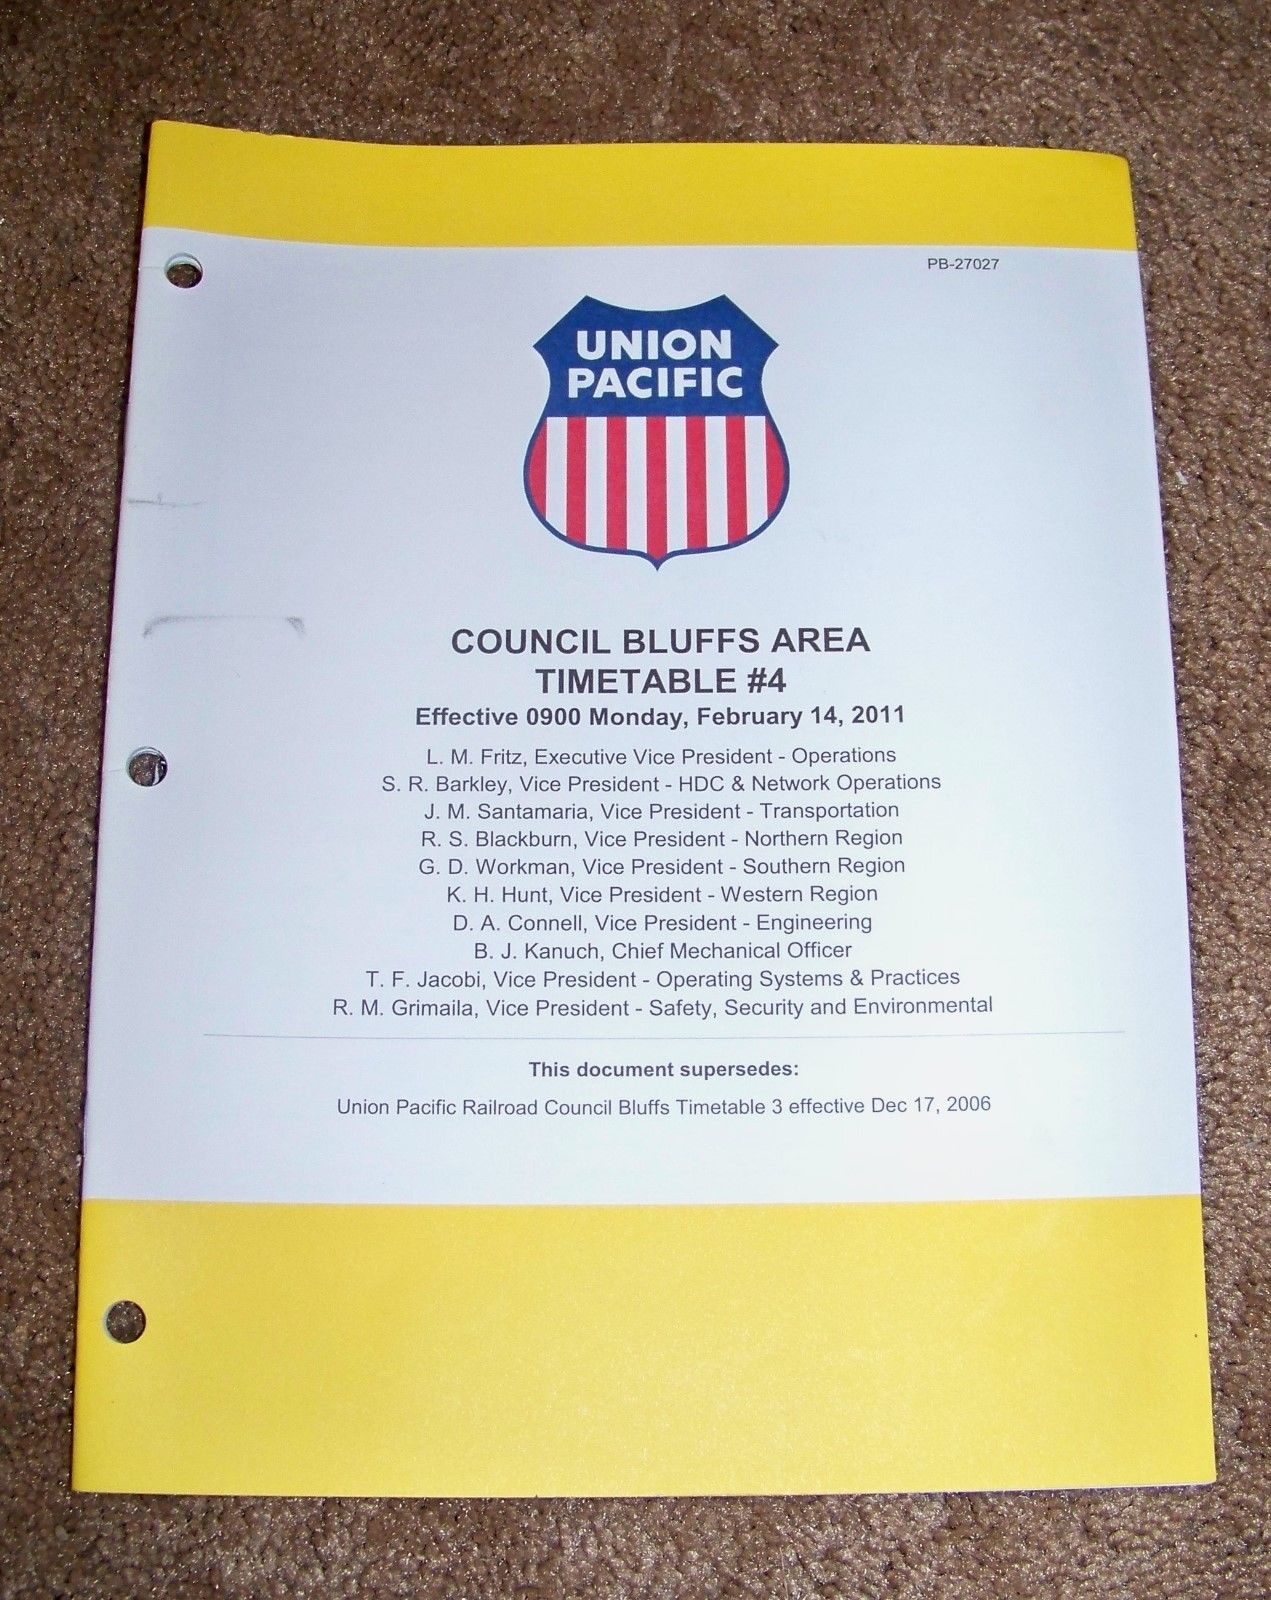 PB-27027
UNION
PACIFIC
COUNCIL BLUFFS AREA
TIMETABLE #4
Effective 0900 Monday, February 14, 2011
L. M. Fritz, Executive Vice President - Operations
S. R. Barkley, Vice President - HDC & Network Operations
J. M. Santamaria, Vice President - Transportation
R. S. Blackburn, Vice President - Northern Region
G. D. Workman, Vice President - Southern Region
K. H. Hunt, Vice President - Western Region
D. A. Connell, Vice President - Engineering
B. J. Kanuch, Chief Mechanical Officer
T. F. Jacobi, Vice President - Operating Systems & Practices
R. M. Grimaila, Vice President - Safety, Security and Environmental
This document supersedes:
Union Pacific Railroad Council Bluffs Timetable 3 effective Dec 17, 2006